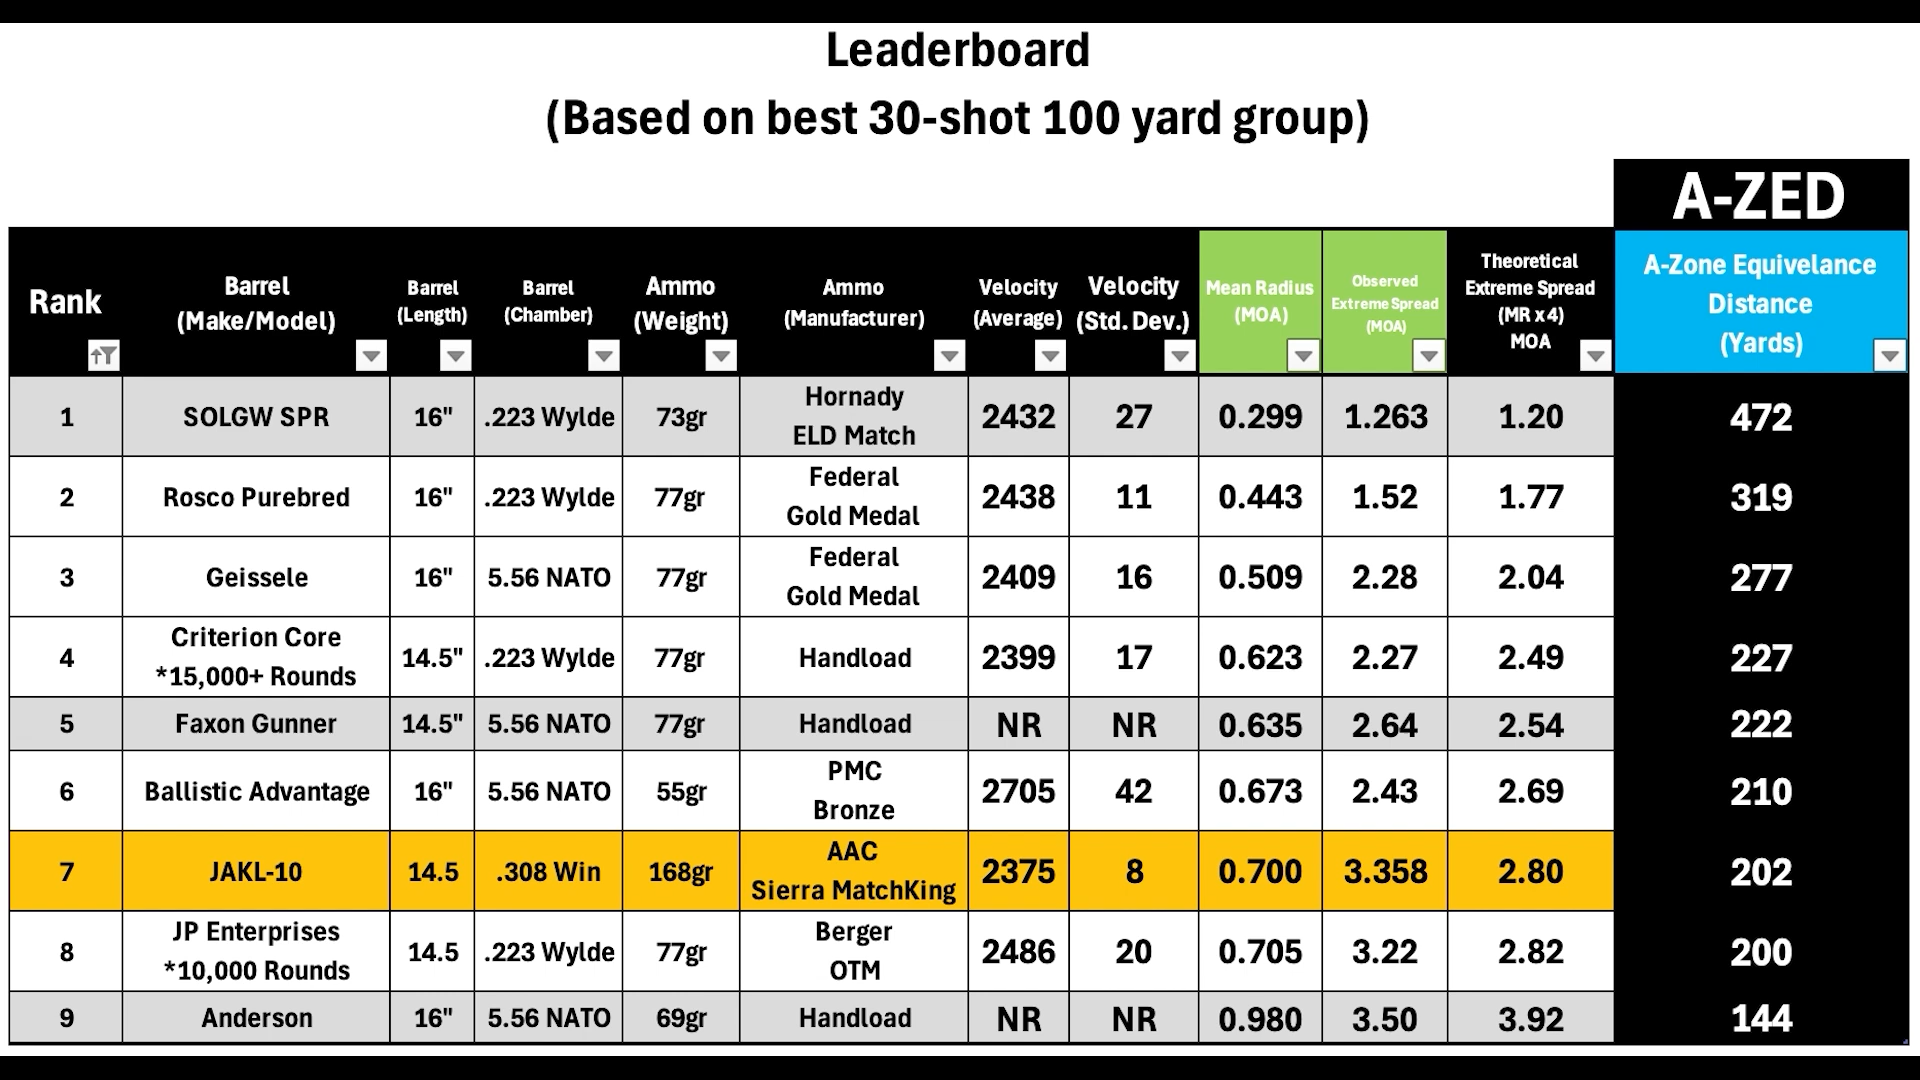 Leaderboard
(Based on best 30-shot 100 yard group)
A-ZED
Rank
Barrel
(Make/Model)
Barrel
(Length)
Barrel
(Chamber)
Ammo
(Weight)
Ammo
(Manufacturer)
Velocity
(Average)
Velocity
(Std. Dev.)
Mean Radius
(MOA)
Observed
Extreme Spread
(MOA)
Theoretical
Extreme Spread
(MR x 4)
MOA
A-Zone Equivelance
Distance
(Yards)
1
SOLGW SPR
16"
.223 Wylde
73gr
Hornady
ELD Match
2432
27
0.299
1.263
1.20
472
2
Rosco Purebred
16"
.223 Wylde
77gr
Federal
Gold Medal
2438
11
0.443
1.52
1.77
319
3
Geissele
16"
5.56 NATO
77gr
Federal
Gold Medal
2409
16
0.509
2.28
2.04
277
4
Criterion Core
*15,000+ Rounds
14.5"
.223 Wylde
77gr
Handload
2399
17
0.623
2.27
2.49
227
5
Faxon Gunner
14.5"
5.56 NATO
77gr
Handload
NR
NR
0.635
2.64
2.54
222
6
Ballistic Advantage
16"
5.56 NATO
55gr
PMC
Bronze
2705
42
0.673
2.43
2.69
210
7
JAKL-10
14.5
.308 Win
168gr
AAC
Sierra MatchKing
2375
8
0.700
3.358
2.80
202
8
JP Enterprises
*10,000 Rounds
14.5
.223 Wylde
77gr
Berger
OTM
2486
20
0.705
3.22
2.82
200
9
Anderson
16"
5.56 NATO
69gr
Handload
NR
NR
0.980
3.50
3.92
144